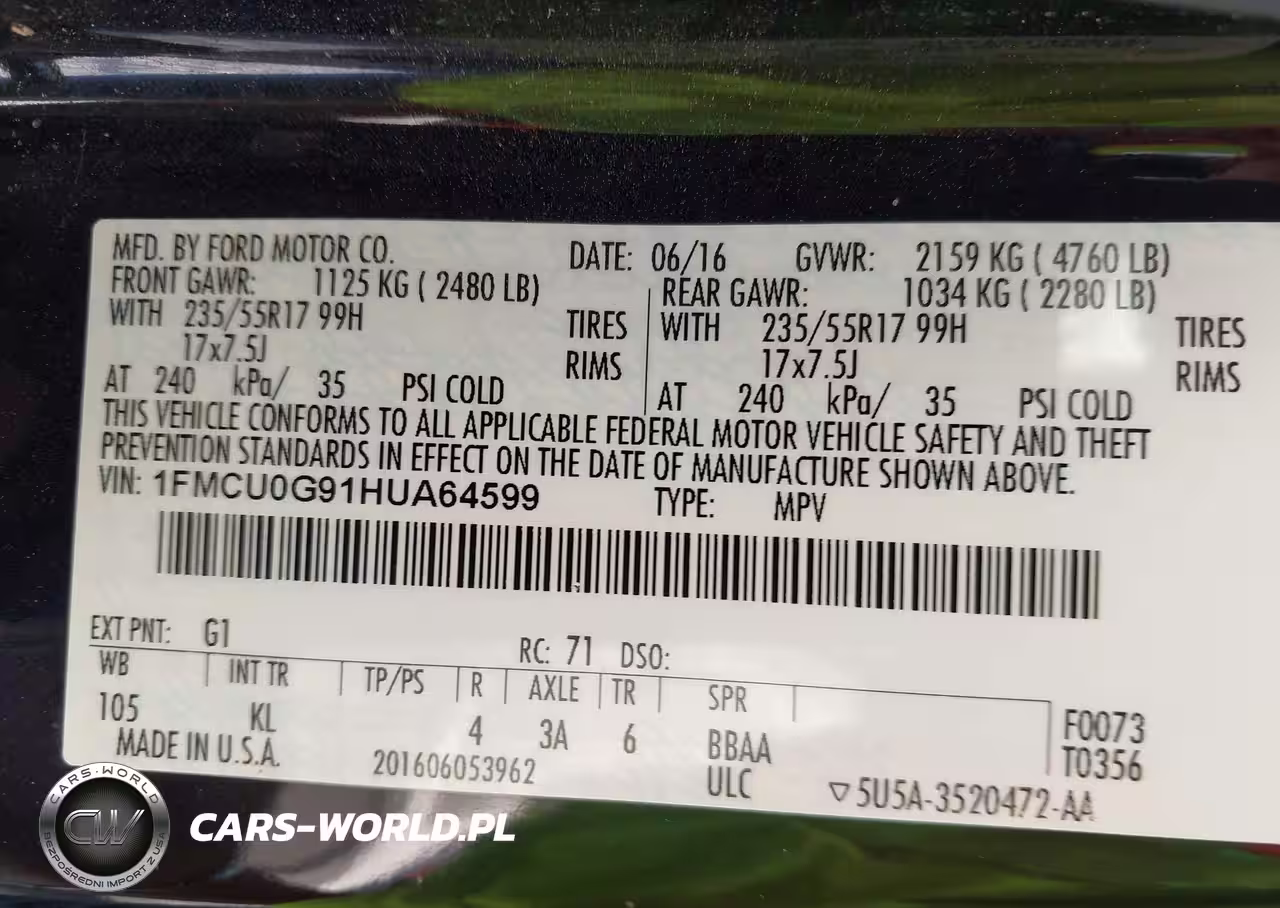 MFD. BY FORD MOTOR CO. DATE: 06/16 GVWR: 2159 KG ( 4760 LB)
FRONT GAWR: 1125 KG ( 2480 LB) REAR GAWR: 1034 KG ( 2280 LB)
WITH 235/55R17 99H TIRES WITH 235/55R17 99H TIRES
17x7.5J RIMS 17x7.5J RIMS
AT 240 kPa/ 35 PSI COLD AT 240 kPa/ 35 PSI COLD
THIS VEHICLE CONFORMS TO ALL APPLICABLE FEDERAL MOTOR VEHICLE SAFETY AND THEFT
PREVENTION STANDARDS IN EFFECT ON THE DATE OF MANUFACTURE SHOWN ABOVE.
VIN: 1FMCU0G91HUA64599 TYPE: MPV
EXT PNT: G1 RC: 71 DSO:
WB INT TR TP/PS R AXLE TR SPR
105 KL 4 3A 6 BBAA F0073
MADE IN U.S.A. 201606053962 ULC T0356
▽5U5A-3520472-AA
CARS-WORLD
CW
BEZPOŚREDNI IMPORT Z USA
CARS-WORLD.PL